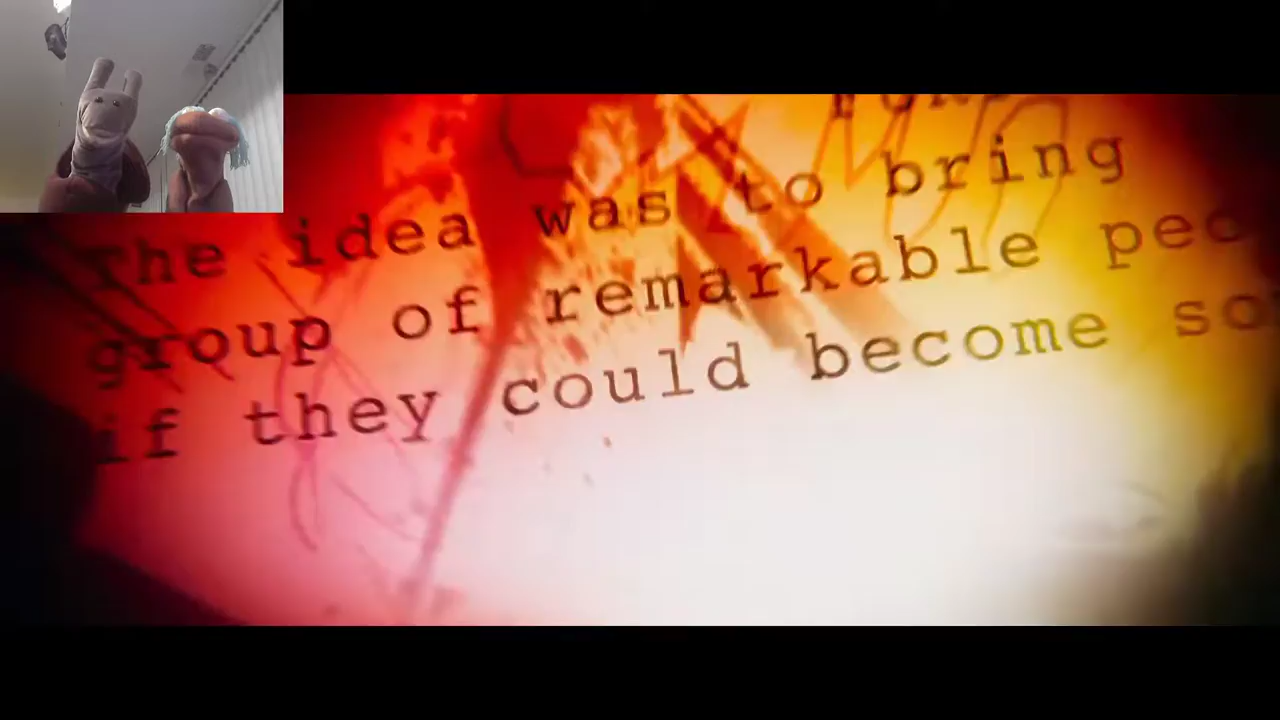 The idea was to bring
group of remarkable
if they could become